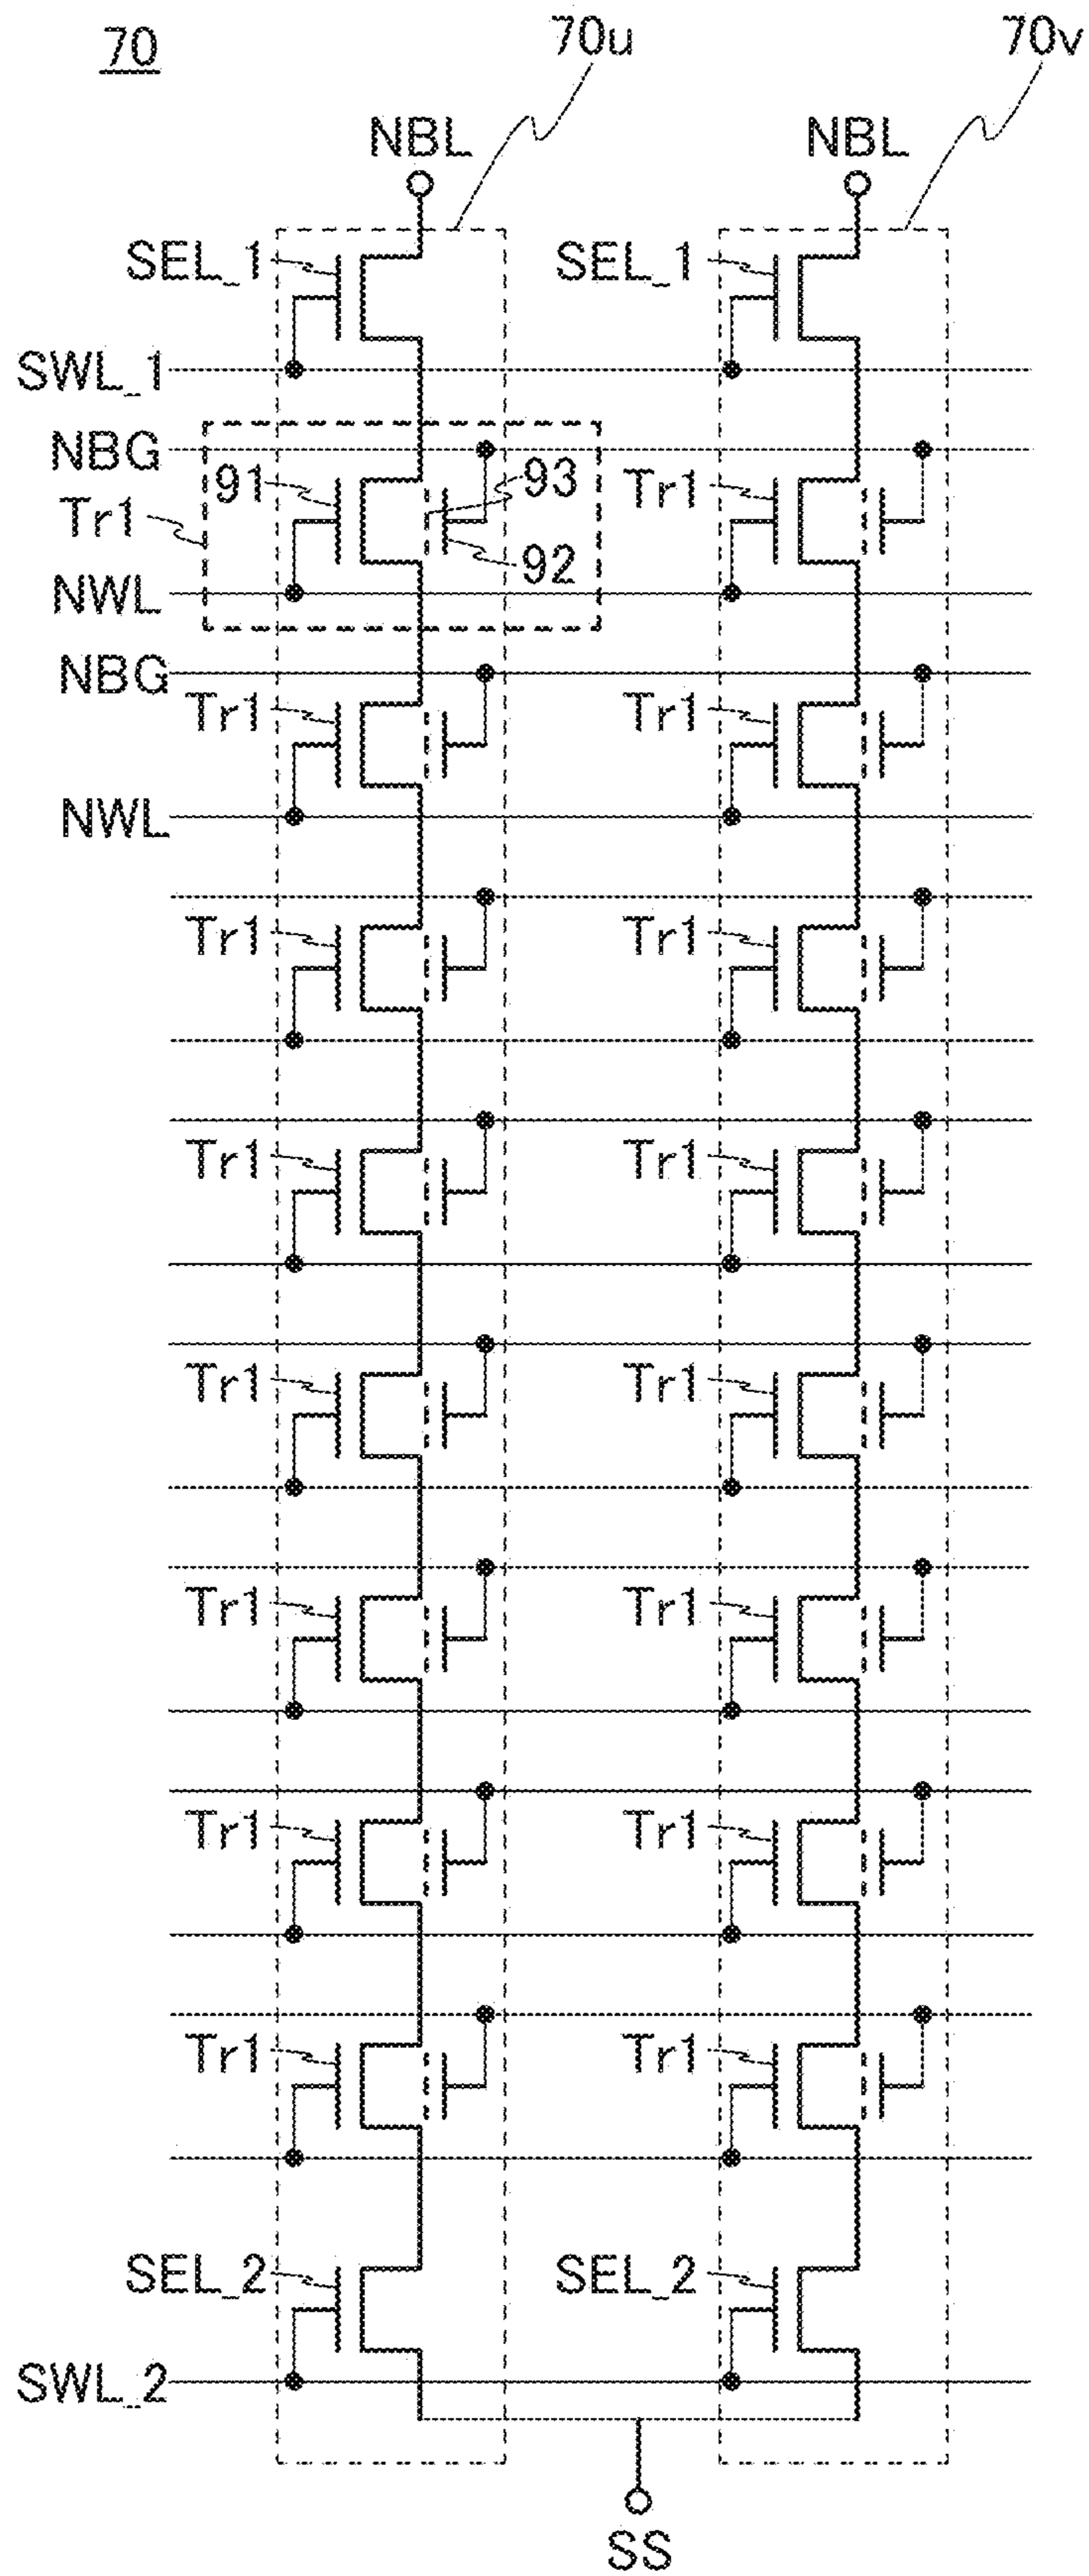 70 70u 70v
NBL NBL
SEL_1 SEL_1
SWL_1
NBG
91 93 Tr1
Tr1
92
NWL
NBG
Tr1 Tr1
NWL
Tr1 Tr1
Tr1 Tr1
Tr1 Tr1
Tr1 Tr1
Tr1 Tr1
Tr1 Tr1
SEL_2 SEL_2
SWL_2
SS